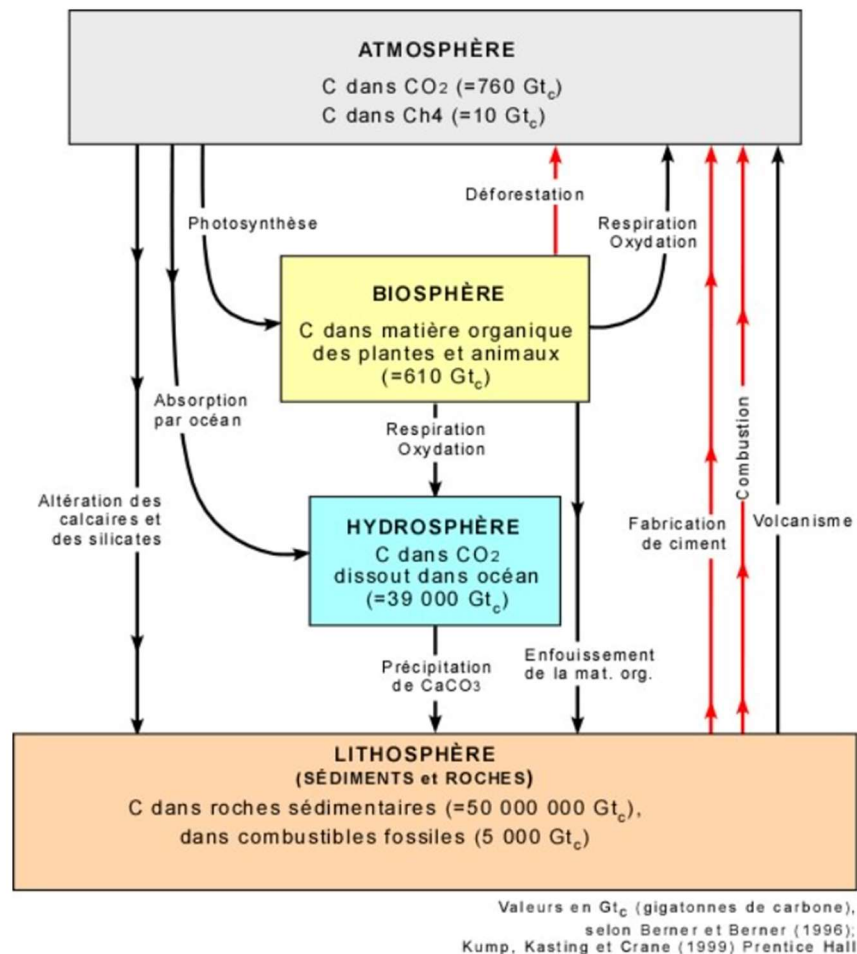 ATMOSPHÈRE
C dans CO2 (=760 Gtc)
C dans Ch4 (=10 Gtc)
Photosynthèse
Déforestation
Respiration
Oxydation
BIOSPHÈRE
C dans matière organique
des plantes et animaux
(=610 Gtc)
Absorption
par océan
Respiration
Oxydation
Altération des
calcaires et
des silicates
HYDROSPHÈRE
C dans CO2
dissout dans océan
(=39 000 Gtc)
Fabrication
de ciment
Combustion
Volcanisme
Précipitation
de CaCO3
Enfouissement
de la mat. org.
LITHOSPHÈRE
(SÉDIMENTS et ROCHES)
C dans roches sédimentaires (=50 000 000 Gtc),
dans combustibles fossiles (5 000 Gtc)
Valeurs en Gtc (gigatonnes de carbone),
selon Berner et Berner (1996);
Kump, Kasting et Crane (1999) Prentice Hall